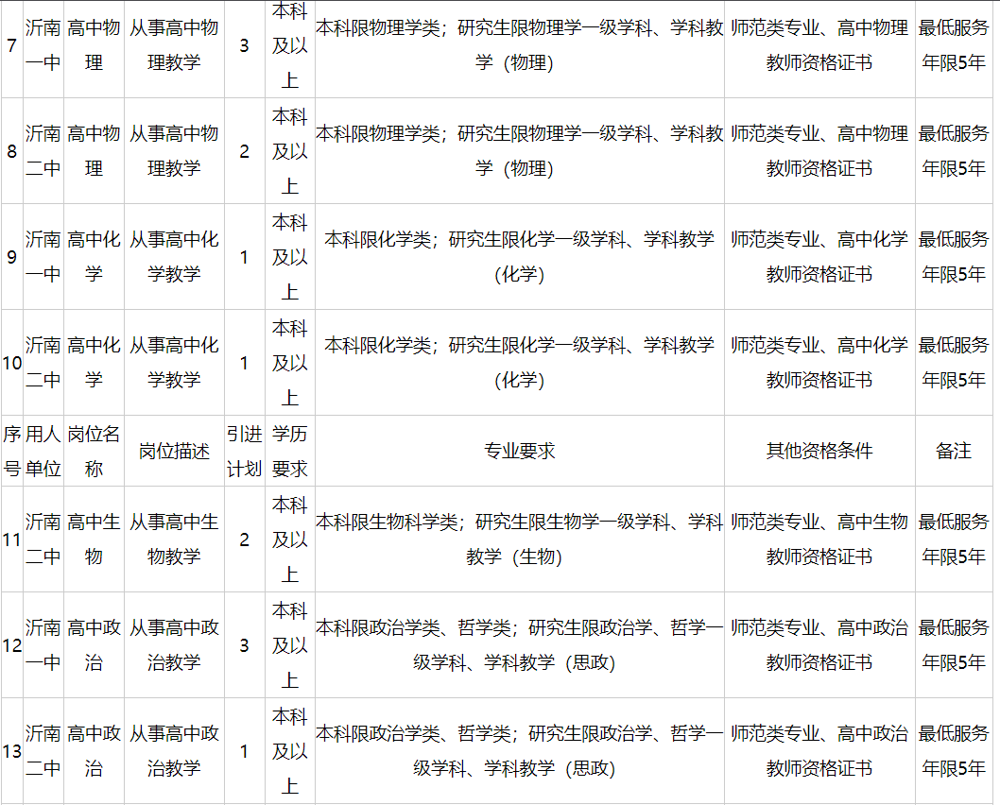 7 沂南一中 高中物理 从事高中物理教学 3 本科及以上 本科限物理学类；研究生限物理学一级学科、学科教学（物理） 师范类专业、高中物理教师资格证书 最低服务年限5年
8 沂南二中 高中物理 从事高中物理教学 2 本科及以上 本科限物理学类；研究生限物理学一级学科、学科教学（物理） 师范类专业、高中物理教师资格证书 最低服务年限5年
9 沂南一中 高中化学 从事高中化学教学 1 本科及以上 本科限化学类；研究生限化学一级学科、学科教学（化学） 师范类专业、高中化学教师资格证书 最低服务年限5年
10 沂南二中 高中化学 从事高中化学教学 1 本科及以上 本科限化学类；研究生限化学一级学科、学科教学（化学） 师范类专业、高中化学教师资格证书 最低服务年限5年
序号 用人单位 岗位名称 岗位描述 引进计划 学历要求 专业要求 其他资格条件 备注
11 沂南二中 高中生物 从事高中生物教学 2 本科及以上 本科限生物科学类；研究生限生物学一级学科、学科教学（生物） 师范类专业、高中生物教师资格证书 最低服务年限5年
12 沂南一中 高中政治 从事高中政治教学 3 本科及以上 本科限政治学类、哲学类；研究生限政治学、哲学一级学科、学科教学（思政） 师范类专业、高中政治教师资格证书 最低服务年限5年
13 沂南二中 高中政治 从事高中政治教学 1 本科及以上 本科限政治学类、哲学类；研究生限政治学、哲学一级学科、学科教学（思政） 师范类专业、高中政治教师资格证书 最低服务年限5年